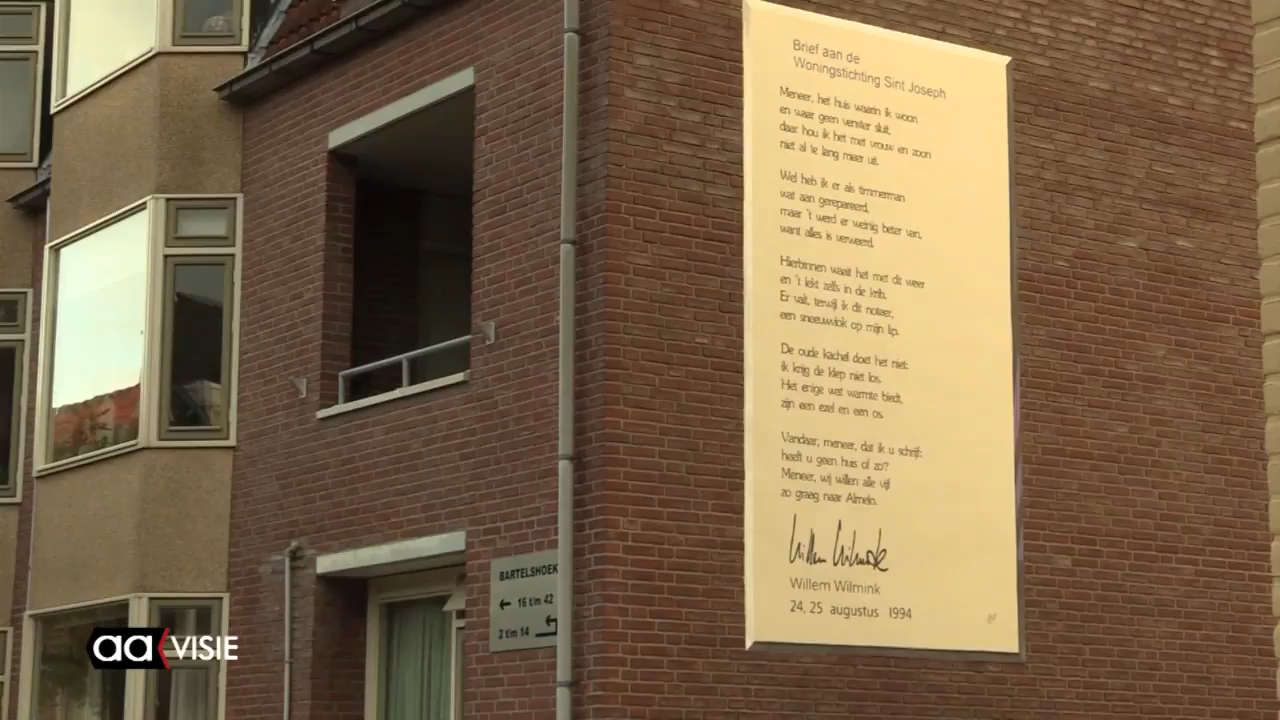 Brief aan de
Woningstichting Sint Joseph
Meneer, het huis waarin ik woon
en waar geen venster sluit,
daar hou ik het met vrouw en zoon
niet al te lang meer uit.
Wel heb ik er als timmerman
wat aan gerepareerd,
maar 't werd er weinig beter van,
want alles is verweerd.
Hierbinnen waait het met dit weer
en 't lekt zelfs in de krib.
Er valt, terwijl ik dit noteer,
een sneeuwvlok op mijn lip.
De oude kachel doet het niet:
ik krijg de klep niet los.
Het enige wat warmte biedt,
zijn een ezel en een os.
Vandaar, meneer, dat ik u schrijf:
heeft u geen huis of zo?
Meneer, wij willen alle vijf
zo graag naar Almelo.
Willem Wilmink
Willem Wilmink
24, 25 augustus 1994
BARTELSHOEK
← 16 t/m 42
2 t/m 14
aa VISIE